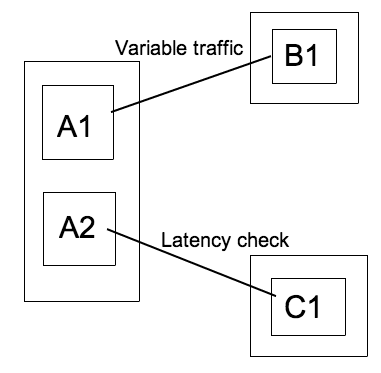 Variable traffic
B1
A1
A2
Latency check
C1